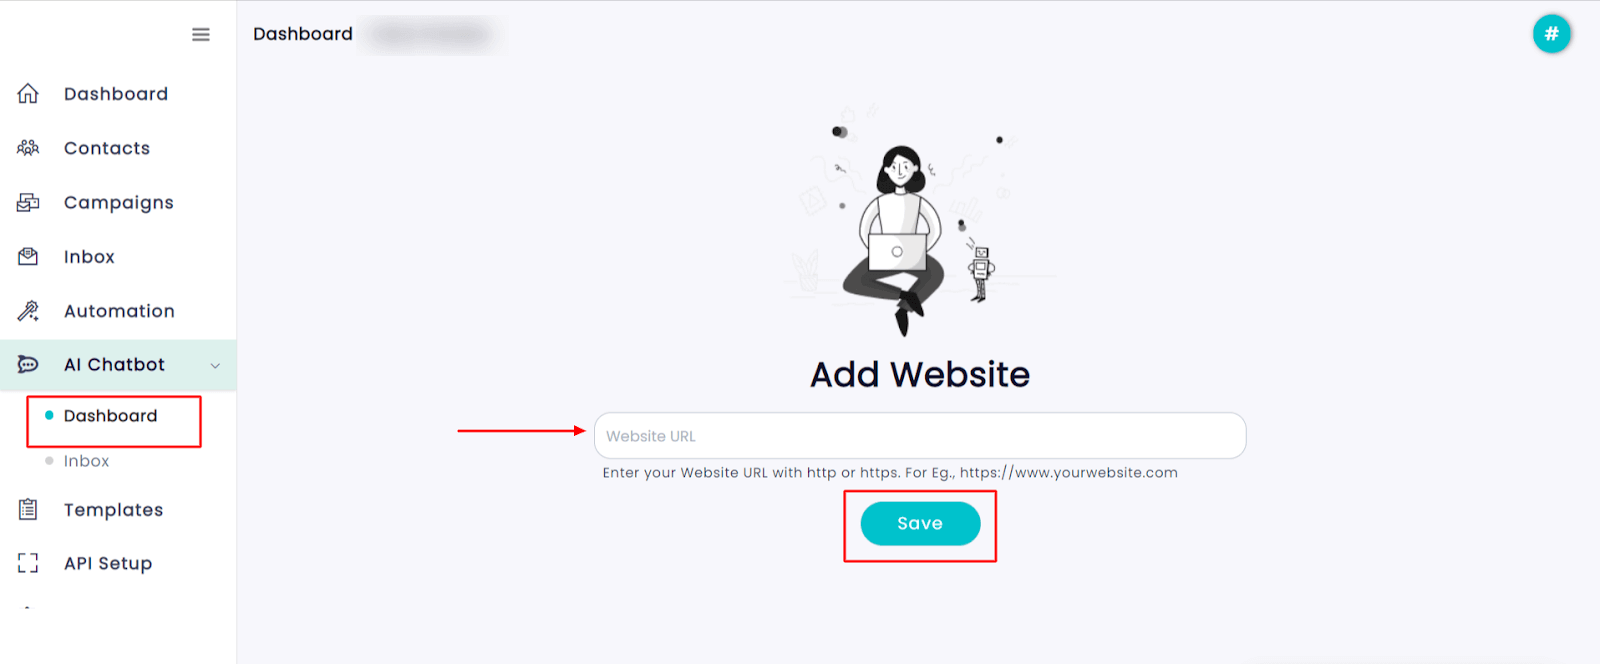 Dashboard
#
Dashboard
Contacts
Campaigns
Inbox
Automation
AI Chatbot
Dashboard
Inbox
Templates
API Setup
Add Website
Website URL
Enter your Website URL with http or https. For Eg., https://www.yourwebsite.com
Save